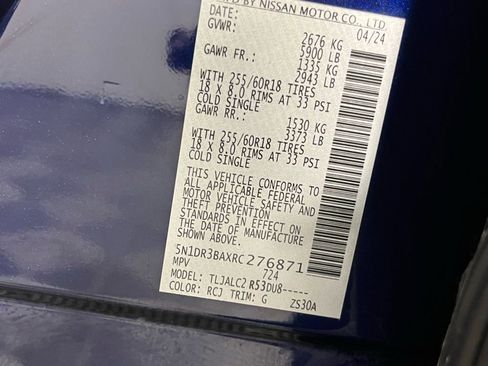 BY NISSAN MOTOR CO., LTD.
DATE: 04/24
GVWR: 2676 KG
5900 LB
GAWR FR.: 1335 KG
2943 LB
WITH 255/60R18 TIRES
18 X 8.0 RIMS AT 33 PSI
COLD SINGLE
GAWR RR.: 1530 KG
3373 LB
WITH 255/60R18 TIRES
18 X 8.0 RIMS AT 33 PSI
COLD SINGLE
THIS VEHICLE CONFORMS TO
ALL APPLICABLE FEDERAL
MOTOR VEHICLE SAFETY AND
STANDARDS IN EFFECT ON
THE DATE OF MANUFACTURE
SHOWN ABOVE.
5N1DR3BAXRC276871
MPV 724
MODEL: TLJALC2 R53DU8-----
COLOR: RCJ TRIM: G ZS30A